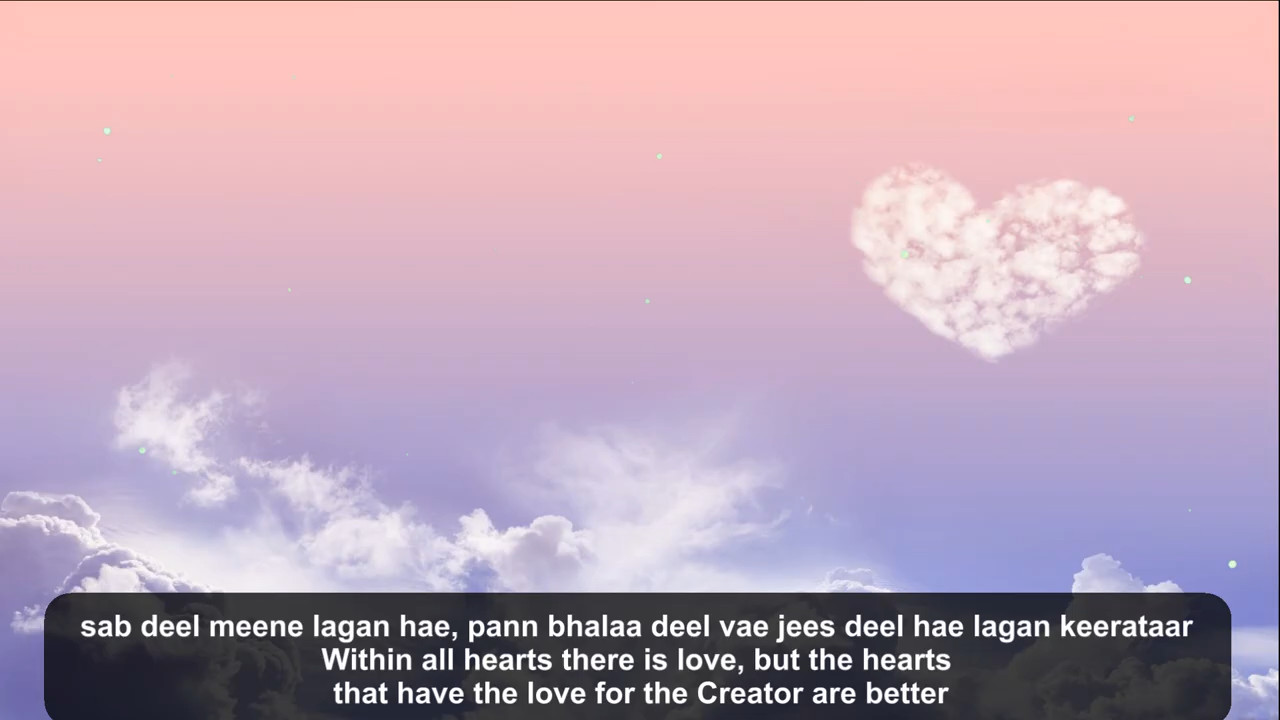 sab deel meene lagan hae, pann bhalaa deel vae jees deel hae lagan keerataar
Within all hearts there is love, but the hearts
that have the love for the Creator are better